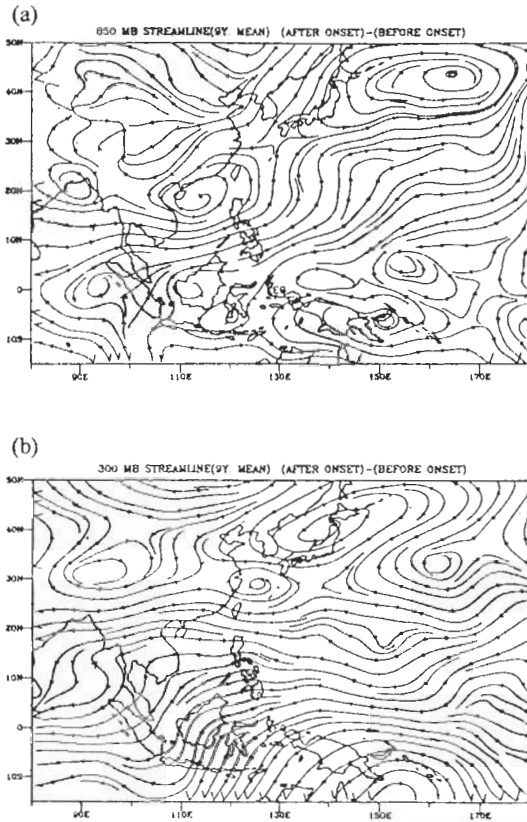 (a)
850 MB STREAMLINE(9Y. MEAN) (AFTER ONSET)-(BEFORE ONSET)
50N
40N
30N
20N
10N
0
10S
EQ
90E 110E 130E 150E 170E
(b)
300 MB STREAMLINE(9Y. MEAN) (AFTER ONSET)-(BEFORE ONSET)
50N
40N
30N
20N
10N
0
10S
90E 110E 130E 150E 170E